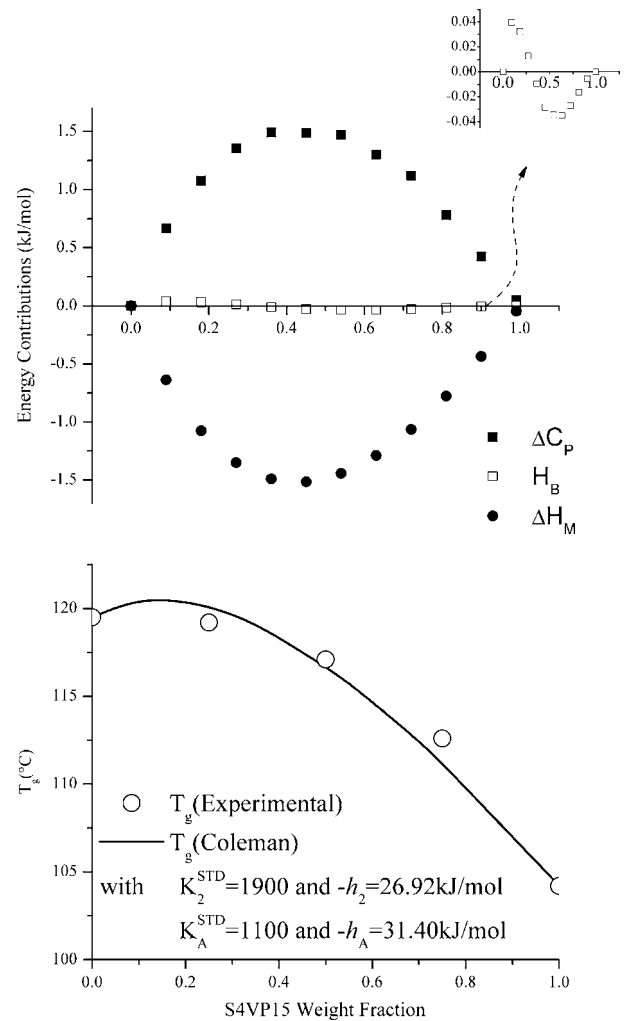 0.04
0.02
0.00
-0.02
-0.04
0.0 0.5 1.0
1.5
1.0
0.5
0.0
-0.5
-1.0
-1.5
0.0 0.2 0.4 0.6 0.8 1.0
Energy Contributions (kJ/mol)
ΔC_P
H_B
ΔH_M
120
115
110
105
100
T_g(°C)
T_g(Experimental)
T_g(Coleman)
with K_2^STD=1900 and -h_2=26.92kJ/mol
K_A^STD=1100 and -h_A=31.40kJ/mol
0.0 0.2 0.4 0.6 0.8 1.0
S4VP15 Weight Fraction